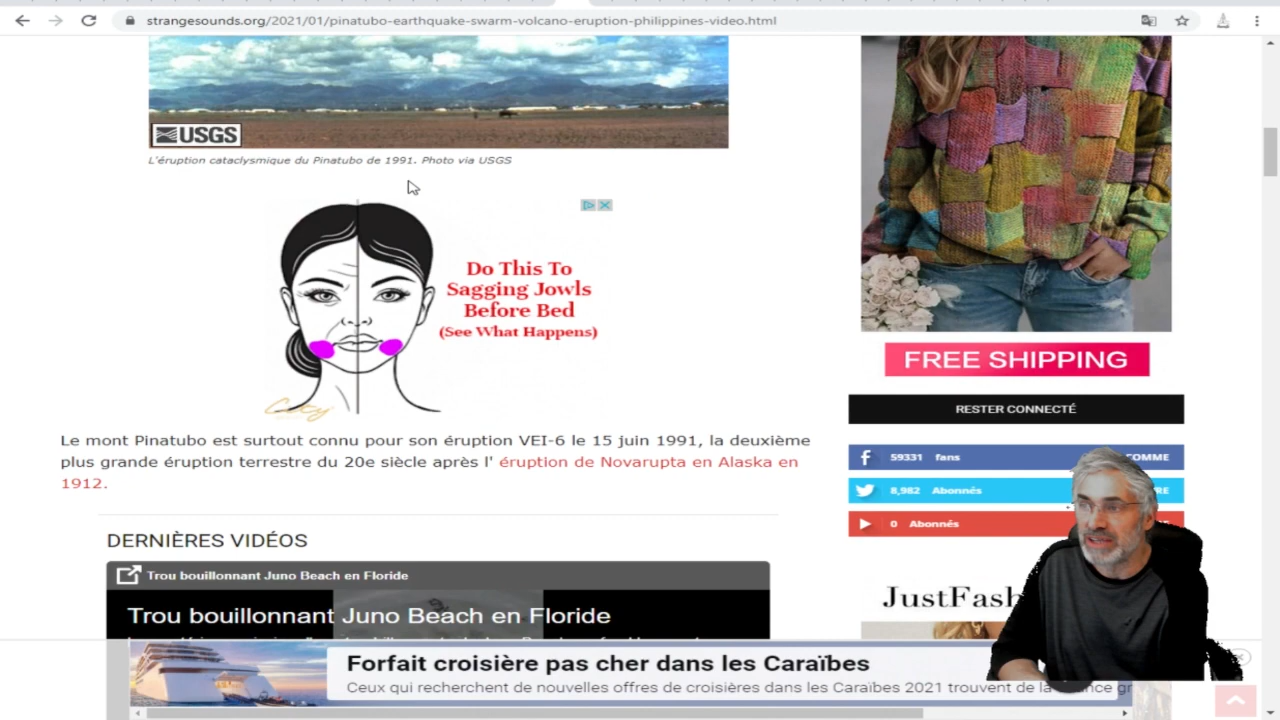 strangesounds.org/2021/01/pinatubo-earthquake-swarm-volcano-eruption-philippines-video.html
USGS
L'éruption cataclysmique du Pinatubo de 1991. Photo via USGS
Do This To
Sagging Jowls
Before Bed
(See What Happens)
City
Le mont Pinatubo est surtout connu pour son éruption VEI-6 le 15 juin 1991, la deuxième
plus grande éruption terrestre du 20e siècle après l' éruption de Novarupta en Alaska en
1912.
DERNIÈRES VIDÉOS
Trou bouillonnant Juno Beach en Floride
Trou bouillonnant Juno Beach en Floride
FREE SHIPPING
RESTER CONNECTÉ
59331 fans COMME
8,982 Abonnés
0 Abonnés
JustFash
Forfait croisière pas cher dans les Caraïbes
Ceux qui recherchent de nouvelles offres de croisières dans les Caraïbes 2021 trouvent de la